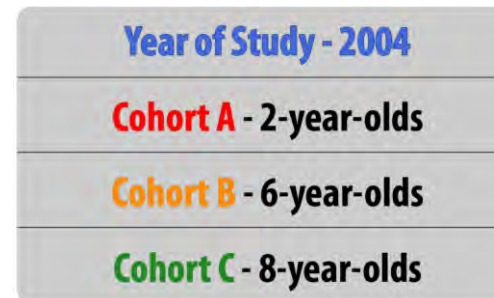 Year of Study - 2004
Cohort A - 2-year-olds
Cohort B - 6-year-olds
Cohort C - 8-year-olds